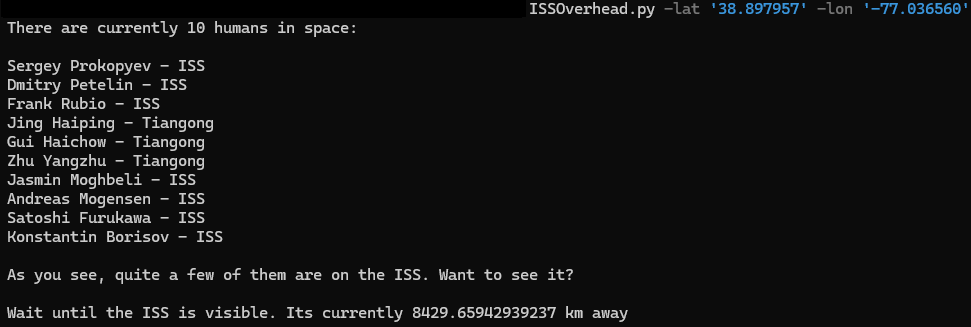 ISSOverhead.py -lat '38.897957' -lon '-77.036560'
There are currently 10 humans in space:
Sergey Prokopyev - ISS
Dmitry Petelin - ISS
Frank Rubio - ISS
Jing Haiping - Tiangong
Gui Haichow - Tiangong
Zhu Yangzhu - Tiangong
Jasmin Moghbeli - ISS
Andreas Mogensen - ISS
Satoshi Furukawa - ISS
Konstantin Borisov - ISS
As you see, quite a few of them are on the ISS. Want to see it?
Wait until the ISS is visible. Its currently 8429.65942939237 km away